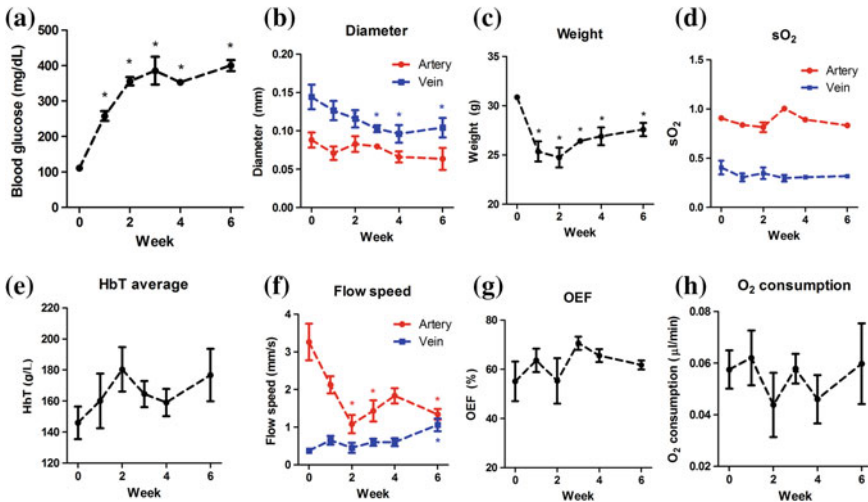 (a)
Blood glucose (mg/dL)
500
400
300
200
100
0
* * * * *
0 2 4 6
Week
(b)
Diameter
Diameter (mm)
0.20
0.15
0.10
0.05
0.00
Artery
Vein
* * *
0 2 4 6
Week
(c)
Weight
Weight (g)
35
30
25
20
* * * * *
0 2 4 6
Week
(d)
sO2
sO2
1.5
1.0
0.5
0.0
Artery
Vein
0 2 4 6
Week
(e)
HbT average
HbT (g/L)
220
200
180
160
140
120
0 2 4 6
Week
(f)
Flow speed
Flow speed (mm/s)
4
3
2
1
0
Artery
Vein
* * *
*
0 2 4 6
Week
(g)
OEF
OEF (%)
80
60
40
20
0 2 4 6
Week
(h)
O2 consumption
O2 consumption (μl/min)
0.08
0.06
0.04
0.02
0 2 4 6
Week